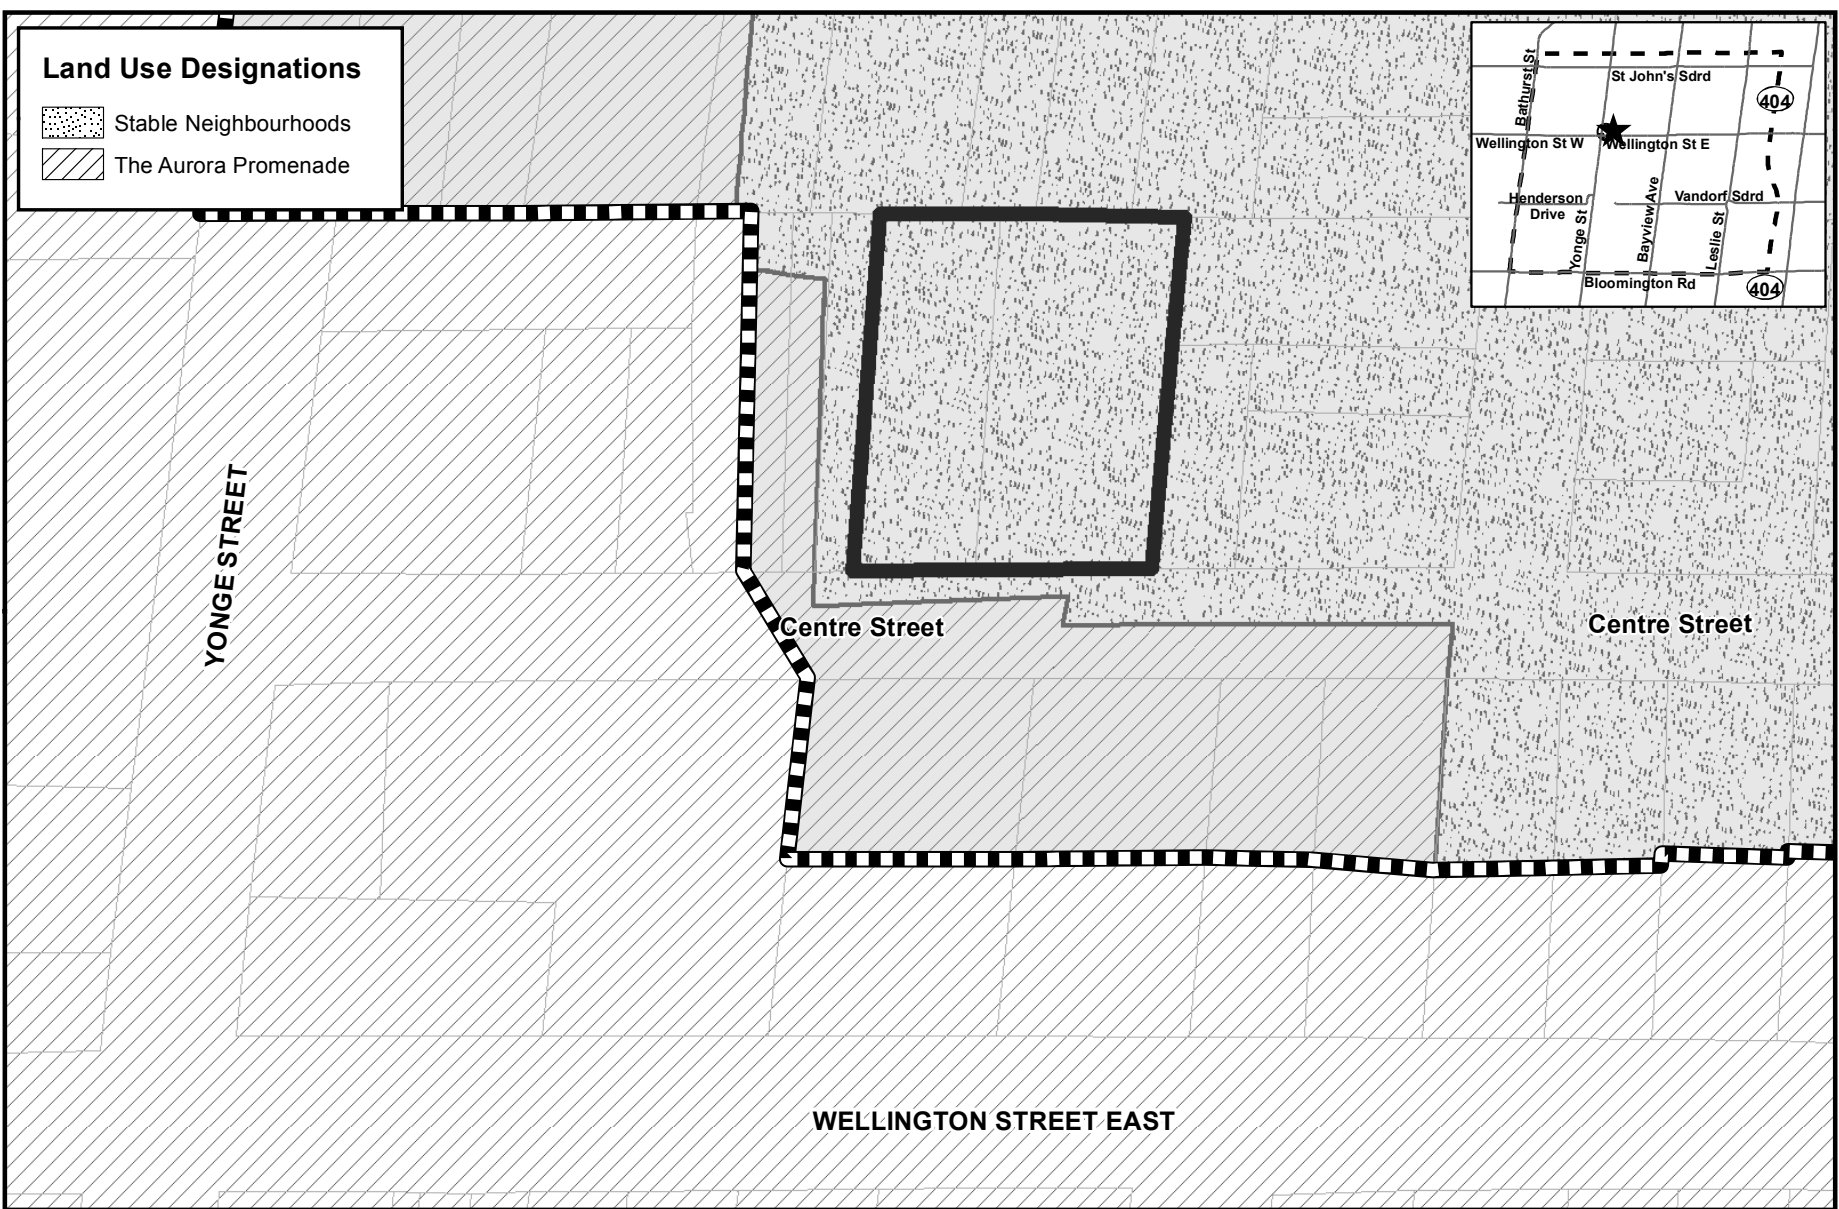 Land Use Designations
Stable Neighbourhoods
The Aurora Promenade
St John's Sdrd
Bathurst St
404
Wellington St W
Wellington St E
Henderson
Drive
Vandorf Sdrd
Yonge St
Bayview Ave
Leslie St
Bloomington Rd
404
YONGE STREET
Centre Street
Centre Street
WELLINGTON STREET EAST